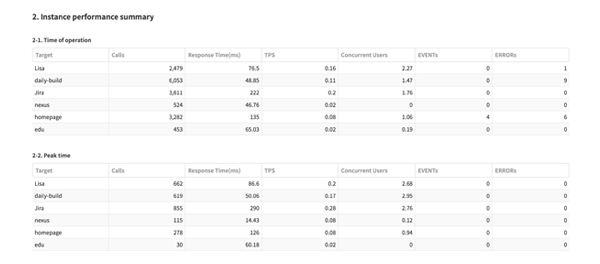 2. Instance performance summary
2-1. Time of operation
Target Calls Response Time(ms) TPS Concurrent Users EVENTs ERRORs
Lisa 2,479 76.5 0.16 2.27 0 1
daily-build 6,053 48.85 0.11 1.47 0 9
Jira 3,611 222 0.2 1.76 0 0
nexus 524 46.76 0.02 0 0 0
homepage 3,282 135 0.08 1.06 4 6
edu 453 65.03 0.02 0.19 0 0
2-2. Peak time
Target Calls Response Time(ms) TPS Concurrent Users EVENTs ERRORs
Lisa 662 86.6 0.2 2.68 0 0
daily-build 619 50.06 0.17 2.95 0 0
Jira 855 290 0.28 2.76 0 0
nexus 115 14.43 0.08 0.12 0 0
homepage 278 126 0.08 0.94 0 0
edu 30 60.18 0.02 0 0 0